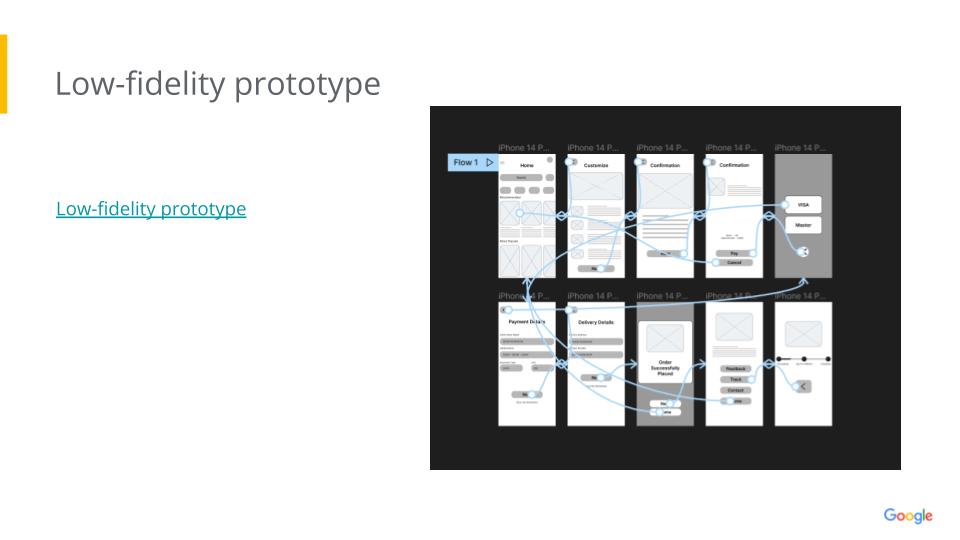 Low-fidelity prototype
Low-fidelity prototype
Flow 1
iPhone 14 P... iPhone 14 P... iPhone 14 P... iPhone 14 P... iPhone 14 P...
Home
Customize
Confirmation
Confirmation
Pay
Cancel
VISA
Master
iPhone 14 P... iPhone 14 P... iPhone 14 P... iPhone 14 P... iPhone 14 P...
Payment Details
Delivery Details
Order
Successfully
Placed
Feedback
Track
Contact
Google